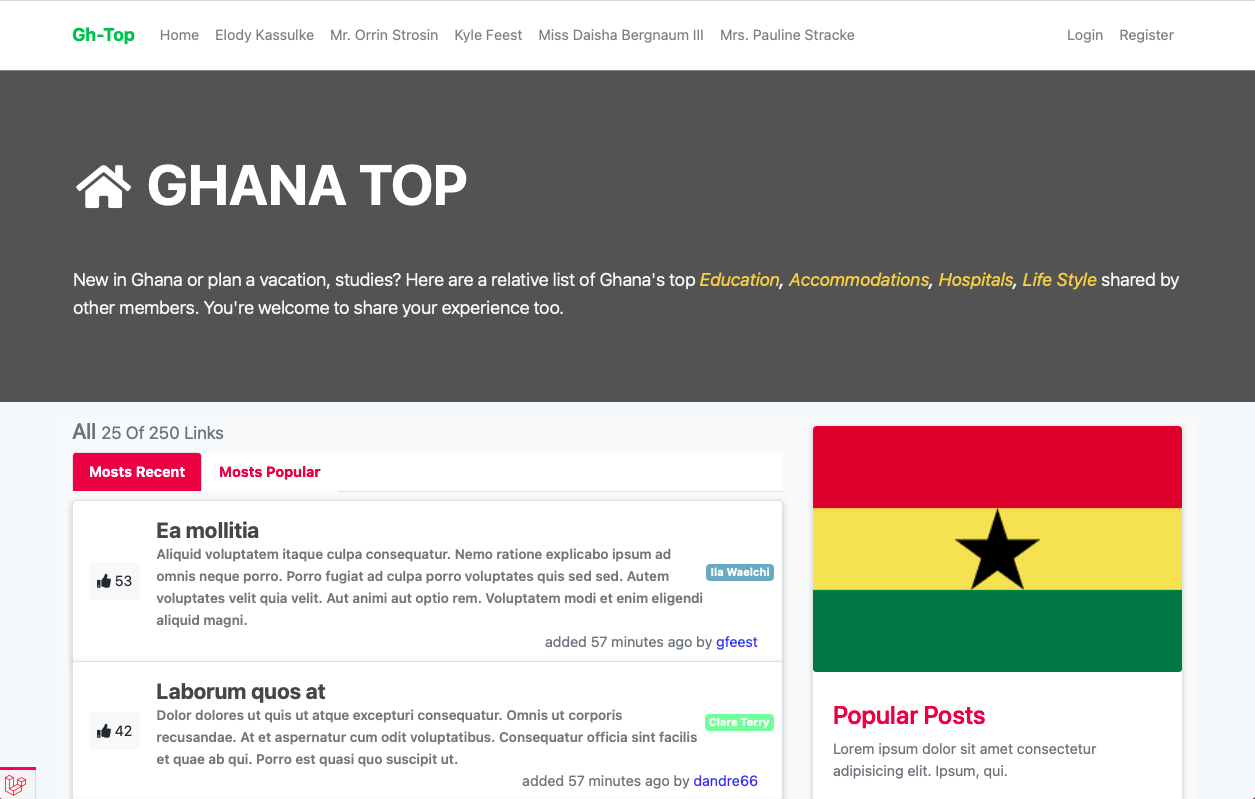 Gh-Top Home Elody Kassulke Mr. Orrin Strosin Kyle Feest Miss Daisha Bergnaum III Mrs. Pauline Stracke Login Register
GHANA TOP
New in Ghana or plan a vacation, studies? Here are a relative list of Ghana's top Education, Accommodations, Hospitals, Life Style shared by
other members. You're welcome to share your experience too.
All 25 Of 250 Links
Mosts Recent Mosts Popular
Ea mollitia
Aliquid voluptatem itaque culpa consequatur. Nemo ratione explicabo ipsum ad
omnis neque porro. Porro fugiat ad culpa porro voluptates quis sed sed. Autem
voluptates velit quia velit. Aut animi aut optio rem. Voluptatem modi et enim eligendi
aliquid magni.
53
Ila Waelchi
added 57 minutes ago by gfeest
Laborum quos at
Dolor dolores ut quis ut atque excepturi consequatur. Omnis ut corporis
recusandae. At et aspernatur cum odit voluptatibus. Consequatur officia sint facilis
et quae ab qui. Porro est quasi quo suscipit ut.
42
Clare Terry
added 57 minutes ago by dandre66
Popular Posts
Lorem ipsum dolor sit amet consectetur
adipisicing elit. Ipsum, qui.